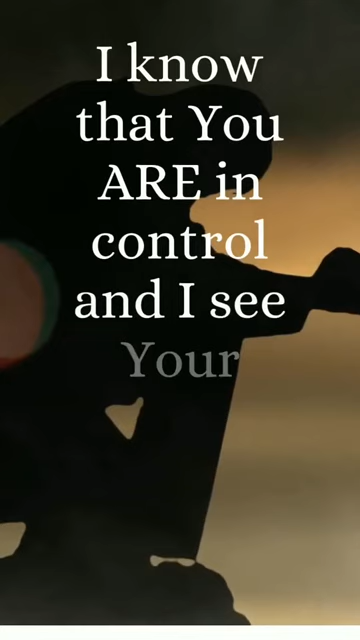 I know
that You
ARE in
control
and I see
Your